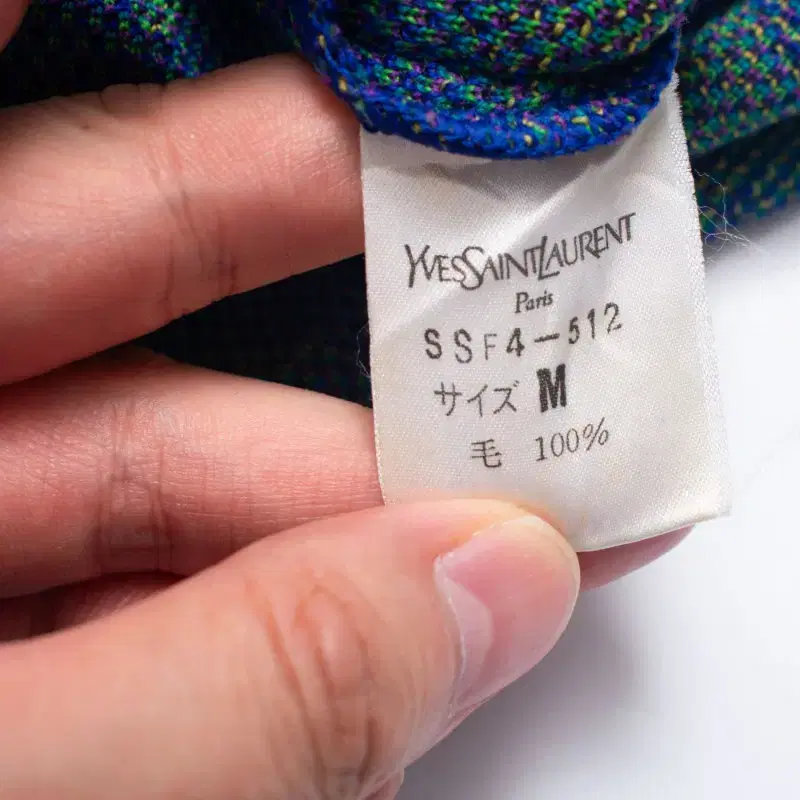 YVESSAINTLAURENT
Paris
SSF4-512
サイズ M
毛 100%